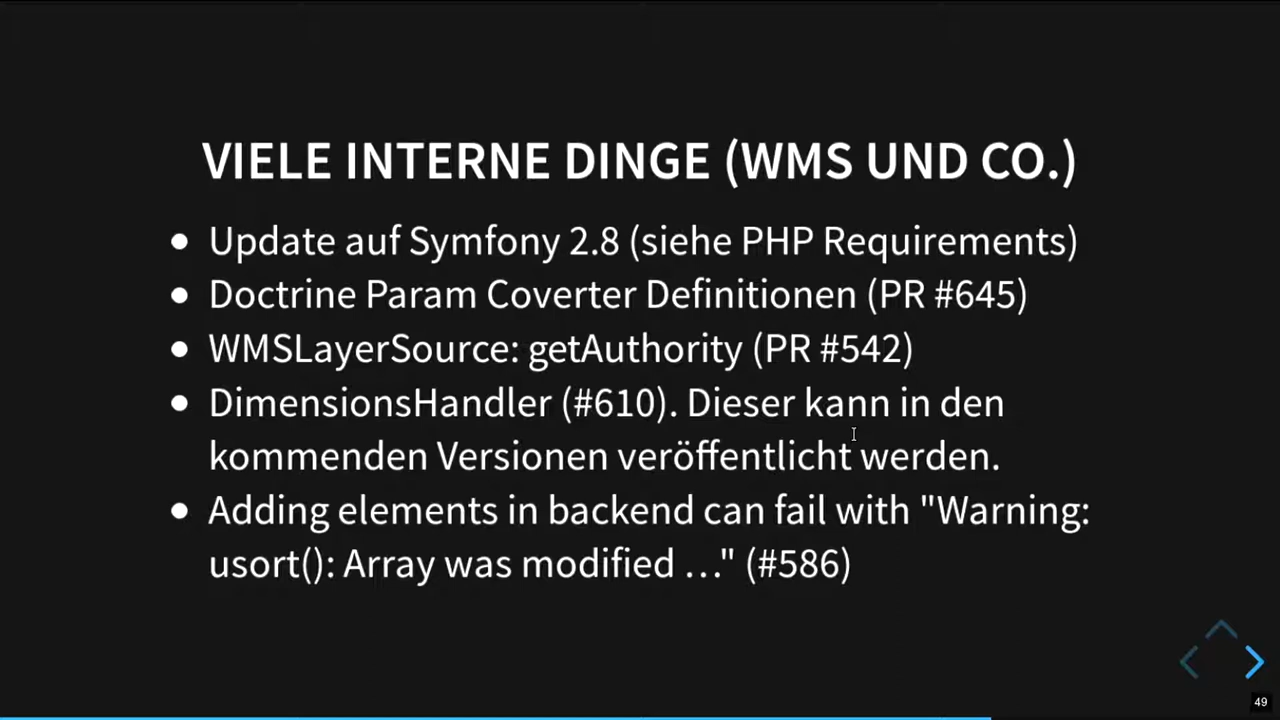 VIELE INTERNE DINGE (WMS UND CO.)
• Update auf Symfony 2.8 (siehe PHP Requirements)
• Doctrine Param Coverter Definitionen (PR #645)
• WMSLayerSource: getAuthority (PR #542)
• DimensionsHandler (#610). Dieser kann in den
kommenden Versionen veröffentlicht werden.
• Adding elements in backend can fail with "Warning:
usort(): Array was modified …" (#586)
49